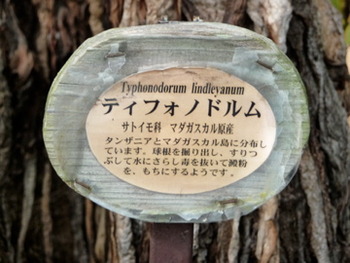 Typhonodorum lindleyanum
ティフォノドルム
サトイモ科 マダガスカル原産
タンザニアとマダガスカル島に分布し
ています。球根を掘り出し、すりつ
ぶして水にさらし毒を抜いて澱粉
を、もちにするようです。